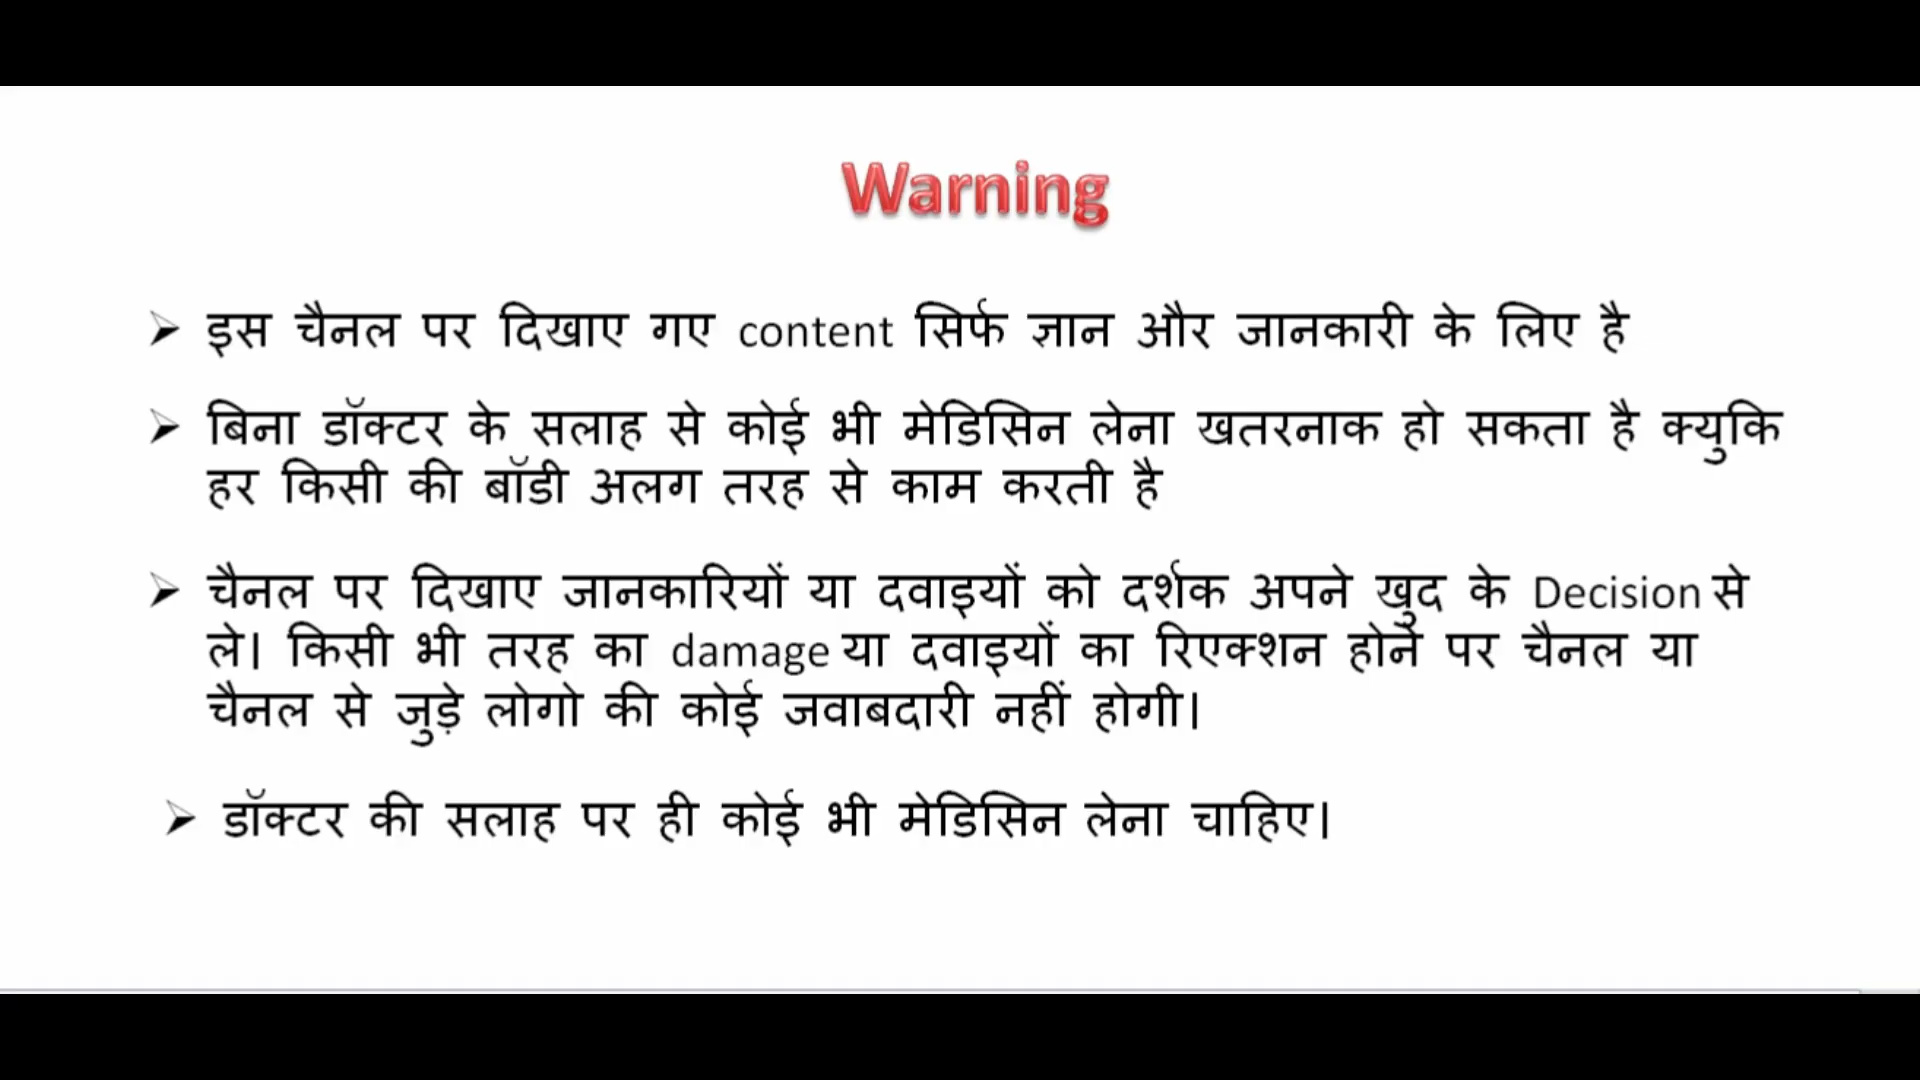 Warning
इस चैनल पर दिखाए गए content सिर्फ ज्ञान और जानकारी के लिए है
बिना डॉक्टर के सलाह से कोई भी मेडिसिन लेना खतरनाक हो सकता है क्युकि
हर किसी की बॉडी अलग तरह से काम करती है
चैनल पर दिखाए जानकारियों या दवाइयों को दर्शक अपने खुद के Decision से
ले। किसी भी तरह का damage या दवाइयों का रिएक्शन होने पर चैनल या
चैनल से जुड़े लोगो की कोई जवाबदारी नहीं होगी।
डॉक्टर की सलाह पर ही कोई भी मेडिसिन लेना चाहिए।